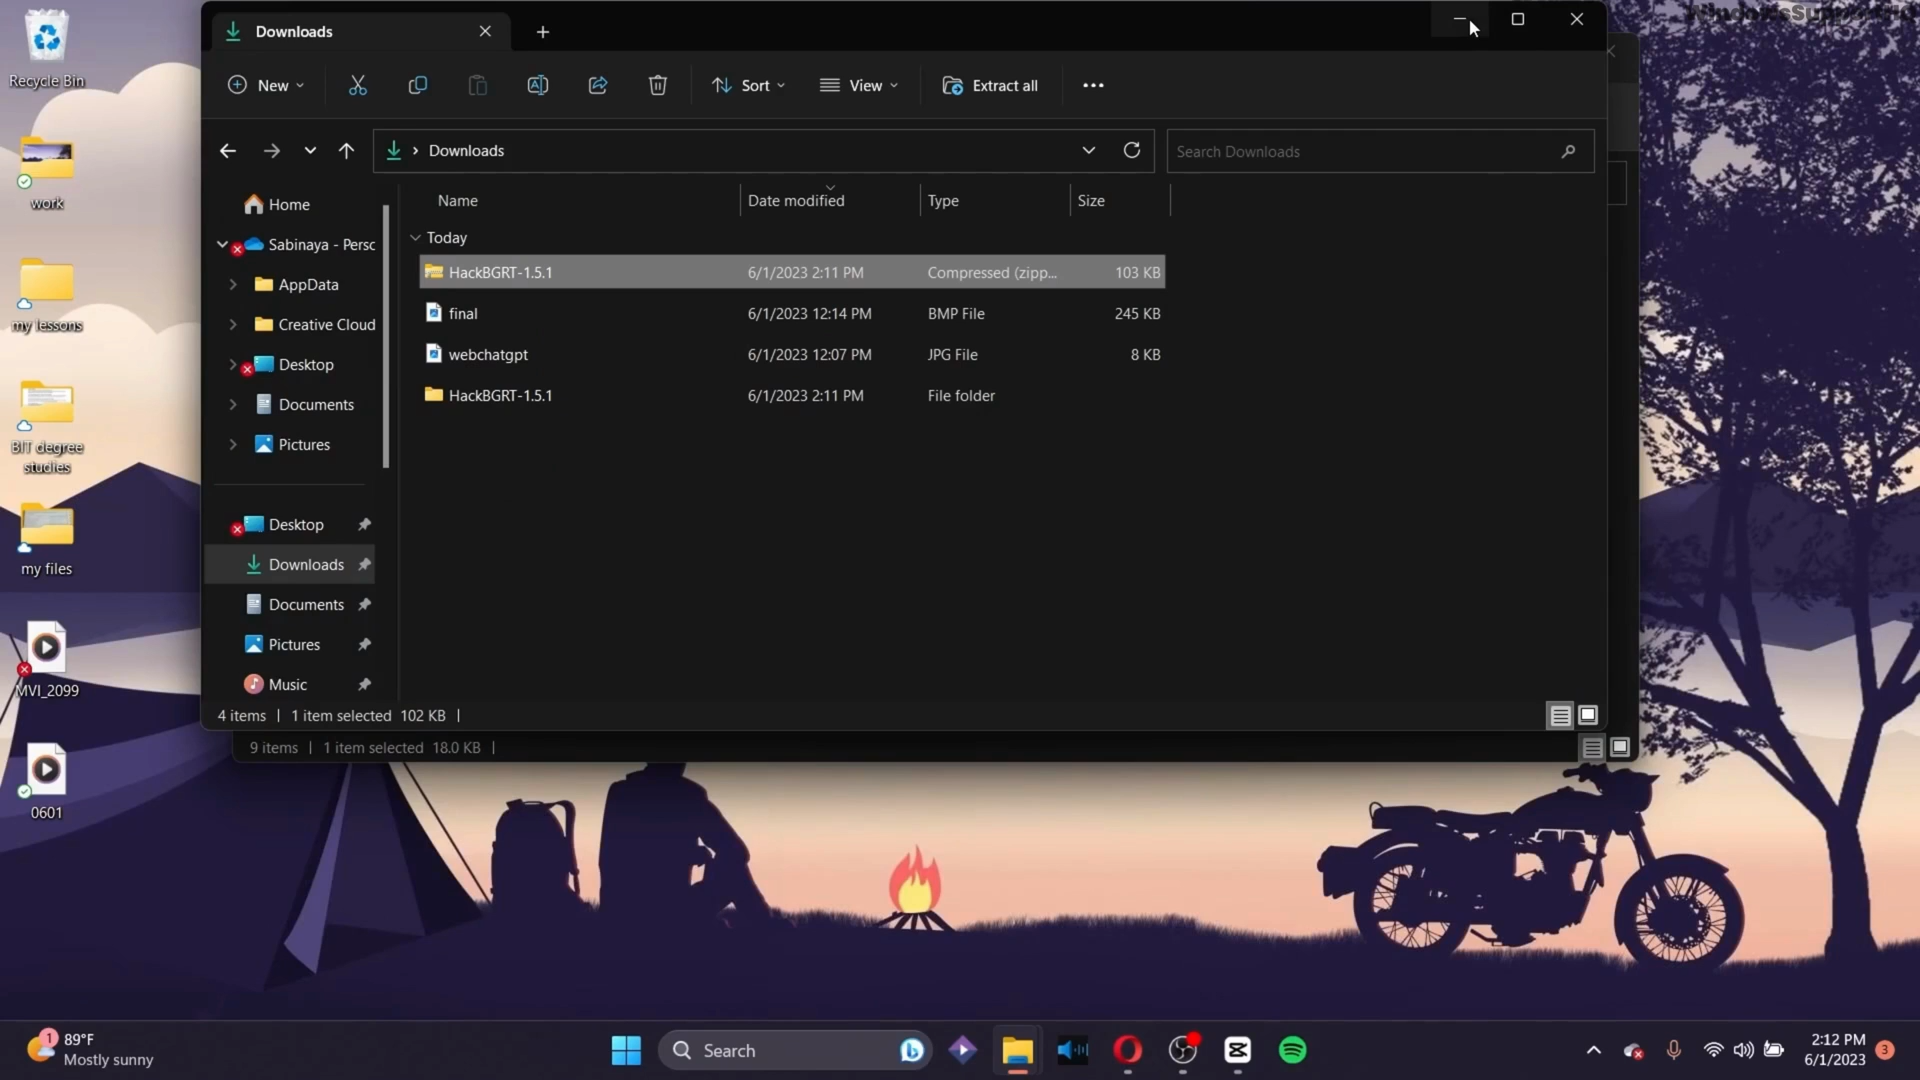 Downloads
New
Sort
View
Extract all
Downloads
Search Downloads
Name
Date modified
Type
Size
Home
Sabinaya - Persc
AppData
Creative Cloud
Desktop
Documents
Pictures
Desktop
Downloads
Documents
Pictures
Music
Today
HackBGRT-1.5.1 6/1/2023 2:11 PM Compressed (zipp... 103 KB
final 6/1/2023 12:14 PM BMP File 245 KB
webchatgpt 6/1/2023 12:07 PM JPG File 8 KB
HackBGRT-1.5.1 6/1/2023 2:11 PM File folder
4 items | 1 item selected 102 KB |
9 items | 1 item selected 18.0 KB |
Recycle Bin
work
my lessons
BIT degree
studies
my files
MVI_2099
0601
1
89°F
Mostly sunny
Search
2:12 PM
6/1/2023
3